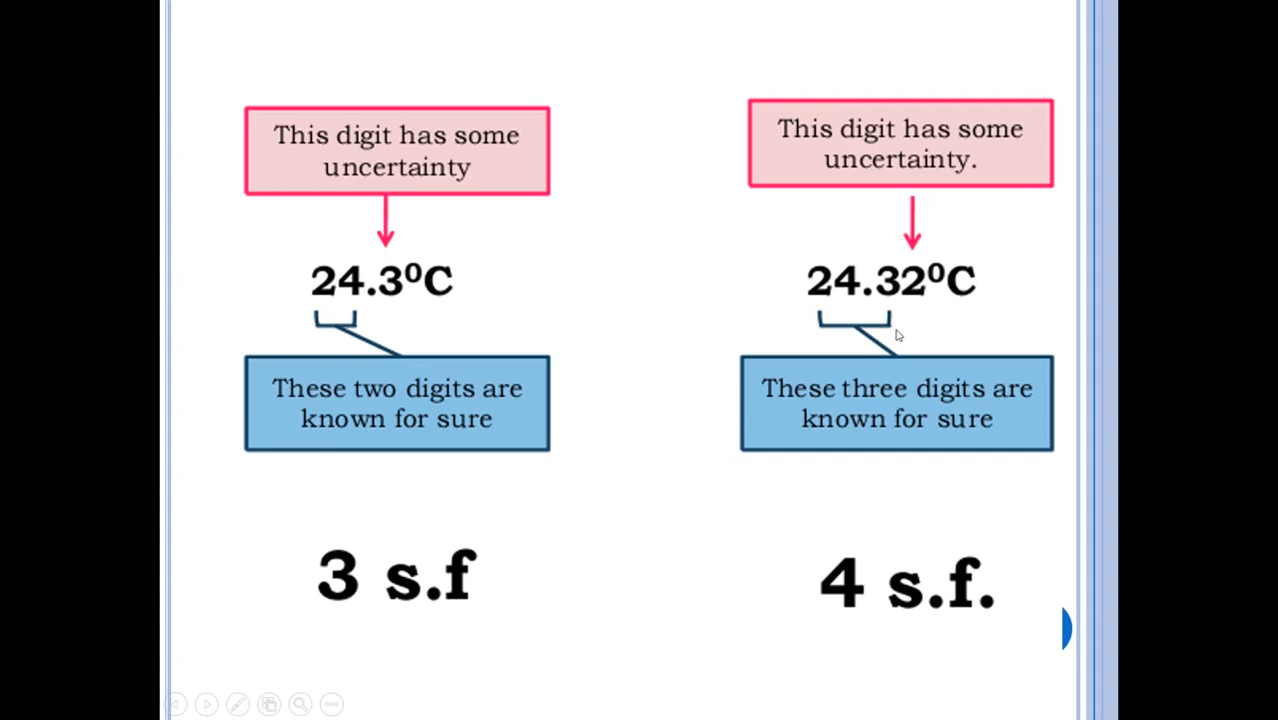 This digit has some
uncertainty
24.3⁰C
These two digits are
known for sure
3 s.f
This digit has some
uncertainty.
24.32⁰C
These three digits are
known for sure
4 s.f.